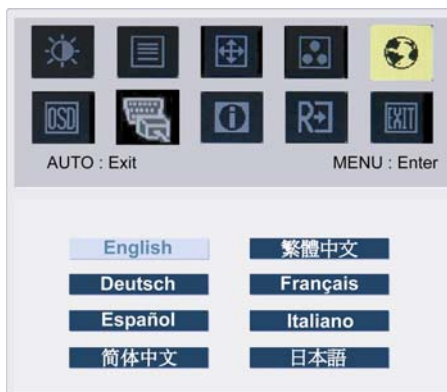 OSD
R
EXIT
AUTO : Exit
MENU : Enter
English
繁體中文
Deutsch
Français
Español
Italiano
简体中文
日本語